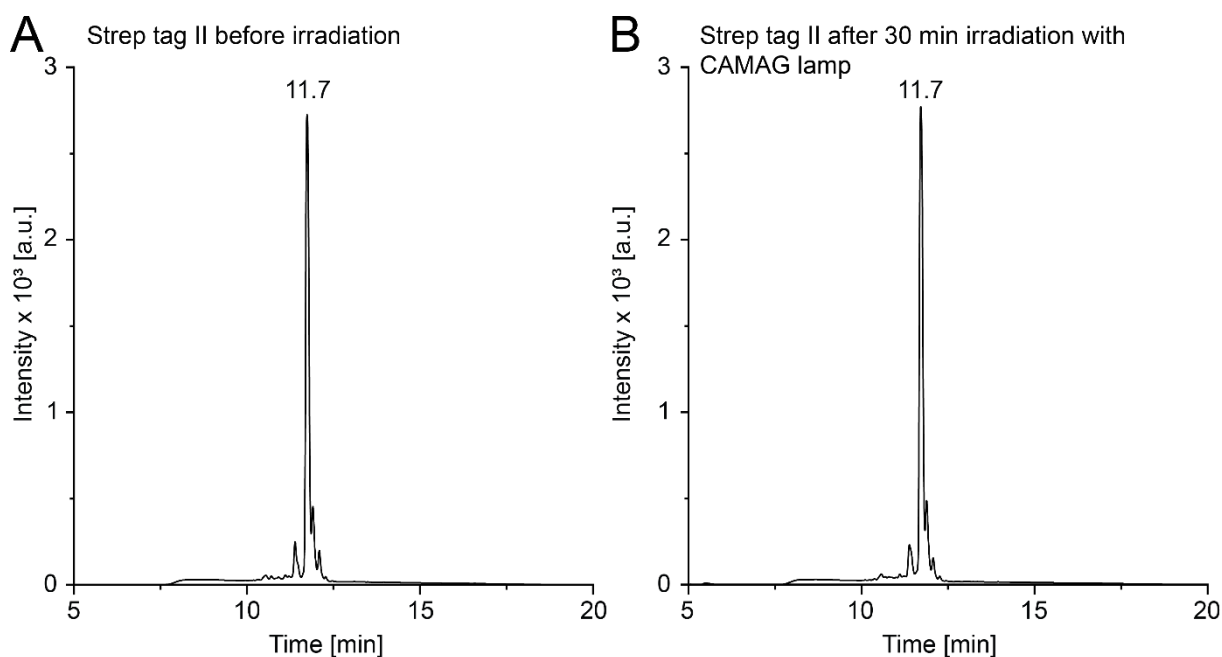 A
Strep tag II before irradiation
3
2
1
0
11.7
5
10
15
20
Intensity x 10³ [a.u.]
Time [min]
B
Strep tag II after 30 min irradiation with
CAMAG lamp
3
2
1
0
11.7
5
10
15
20
Intensity x 10³ [a.u.]
Time [min]